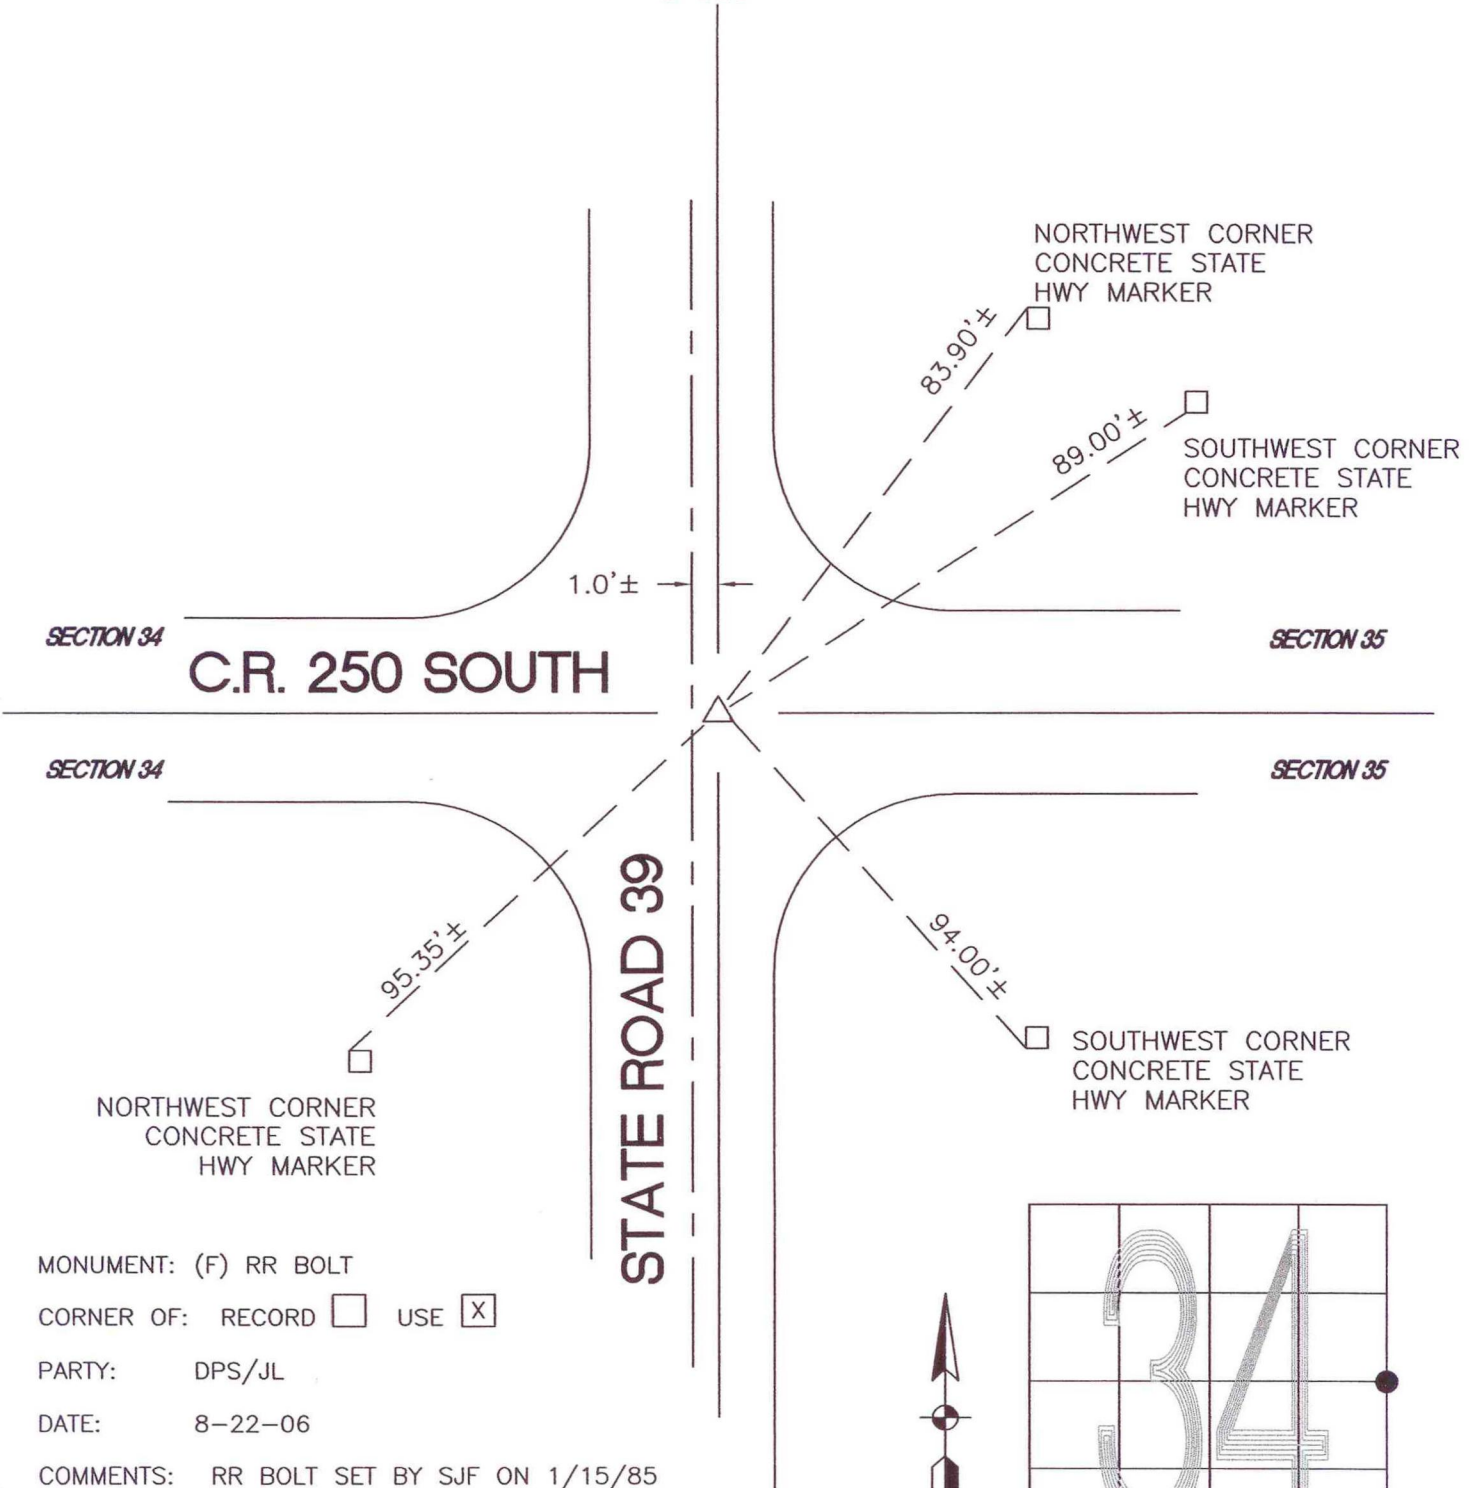 NORTHWEST CORNER
CONCRETE STATE
HWY MARKER
83.90'±
89.00'±
SOUTHWEST CORNER
CONCRETE STATE
HWY MARKER
1.0'±
SECTION 34
C.R. 250 SOUTH
SECTION 35
SECTION 34
SECTION 35
STATE ROAD 39
95.35'±
94.00'±
SOUTHWEST CORNER
CONCRETE STATE
HWY MARKER
NORTHWEST CORNER
CONCRETE STATE
HWY MARKER
MONUMENT: (F) RR BOLT
CORNER OF: RECORD USE X
PARTY: DPS/JL
DATE: 8-22-06
COMMENTS: RR BOLT SET BY SJF ON 1/15/85
34